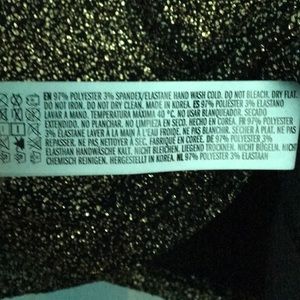 EN 97% POLYESTER 3% SPANDEX/ELASTANE HAND WASH COLD. DO NOT BLEACH. DRY FLAT.
DO NOT IRON. DO NOT DRY CLEAN. MADE IN KOREA. ES 97% POLIÉSTER 3% ELASTANO
LAVAR A MANO. TEMPERATURA MÁXIMA 40 °C. NO USAR BLANQUEADOR. SECADO
EXTENDIDO. NO PLANCHAR. NO LIMPIEZA EN SECO. HECHO EN COREA. FR 97% POLYESTER
3% ÉLASTHANNE LAVER À LA MAIN À L'EAU FROIDE. NE PAS BLANCHIR. SÉCHER À PLAT. NE PAS
REPASSER. NE PAS NETTOYER À SEC. FABRIQUÉ EN CORÉE. DE 97% POLYESTER 3%
ELASTHAN HANDWÄSCHE KALT. NICHT BLEICHEN. LIEGEND TROCKNEN. NICHT BÜGELN. NICHT
CHEMISCH REINIGEN. HERGESTELLT IN KOREA. NL 97% POLYESTER 3% ELASTAAN